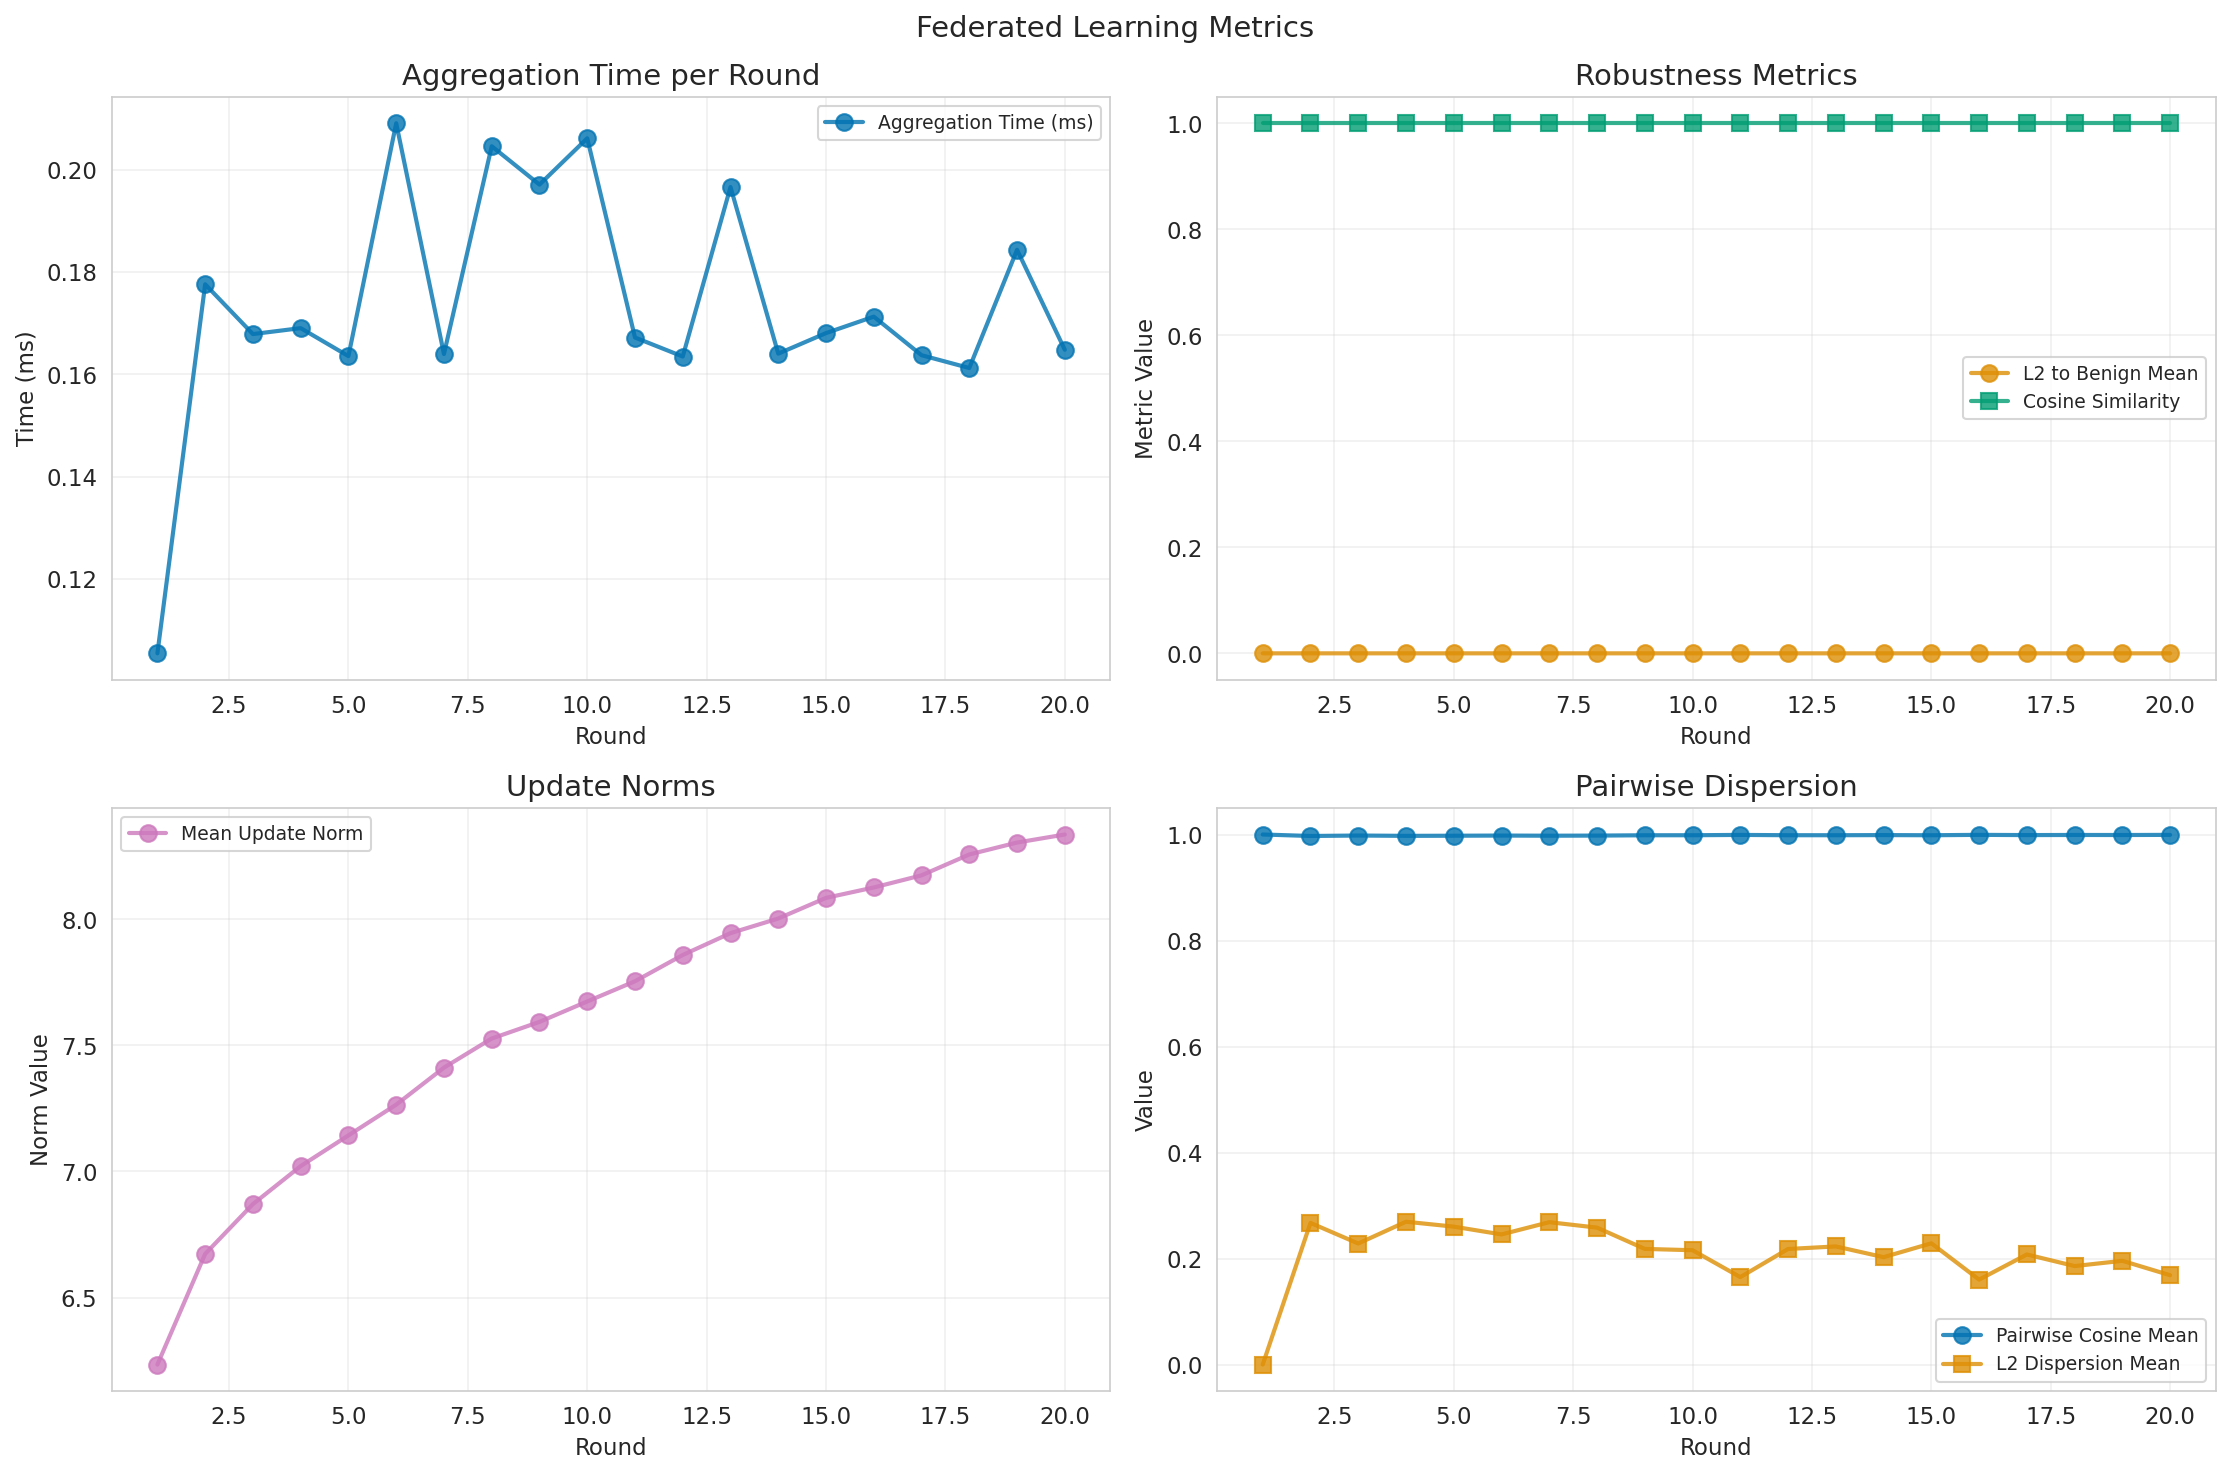 Federated Learning Metrics
Aggregation Time per Round
Time (ms)
0.20
0.18
0.16
0.14
0.12
Aggregation Time (ms)
2.5 5.0 7.5 10.0 12.5 15.0 17.5 20.0
Round
Robustness Metrics
Metric Value
1.0
0.8
0.6
0.4
0.2
0.0
L2 to Benign Mean
Cosine Similarity
2.5 5.0 7.5 10.0 12.5 15.0 17.5 20.0
Round
Update Norms
Norm Value
8.0
7.5
7.0
6.5
Mean Update Norm
2.5 5.0 7.5 10.0 12.5 15.0 17.5 20.0
Round
Pairwise Dispersion
Value
1.0
0.8
0.6
0.4
0.2
0.0
Pairwise Cosine Mean
L2 Dispersion Mean
2.5 5.0 7.5 10.0 12.5 15.0 17.5 20.0
Round